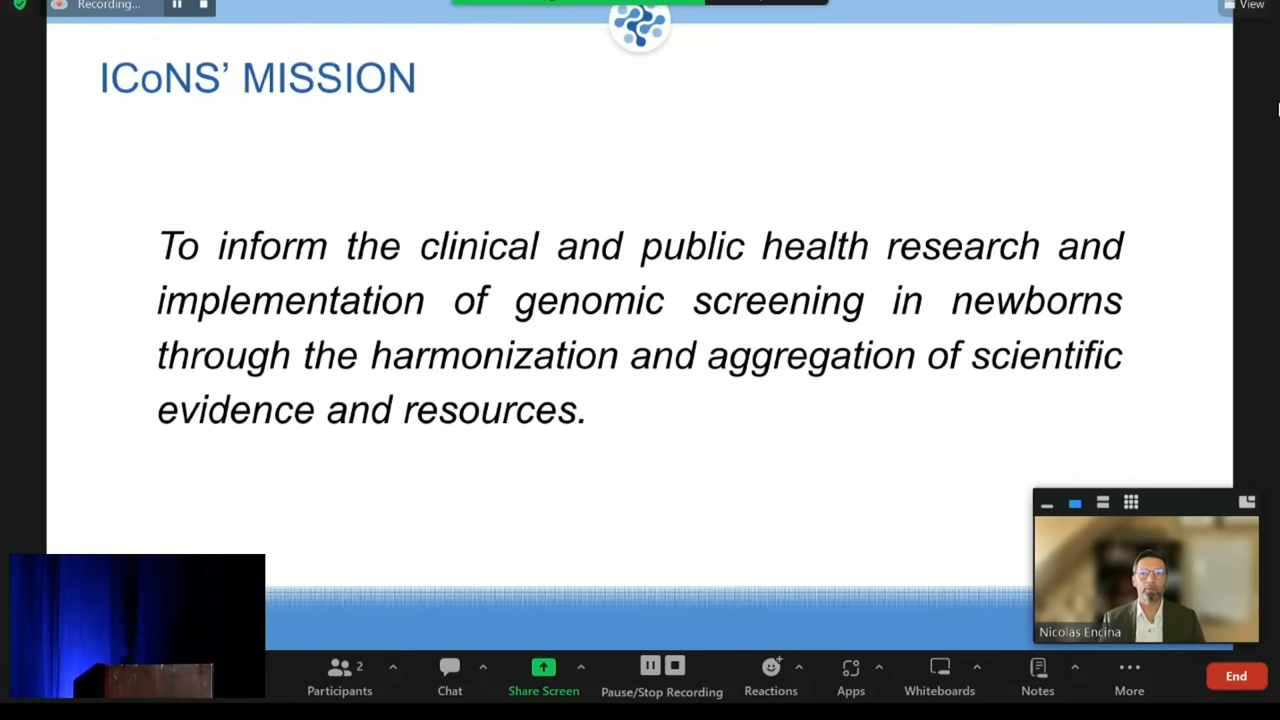 Recording...
View
ICoNS' MISSION
To inform the clinical and public health research and
implementation of genomic screening in newborns
through the harmonization and aggregation of scientific
evidence and resources.
Nicolas Encina
2
Participants
Chat
Share Screen
Pause/Stop Recording
Reactions
Apps
Whiteboards
Notes
More
End